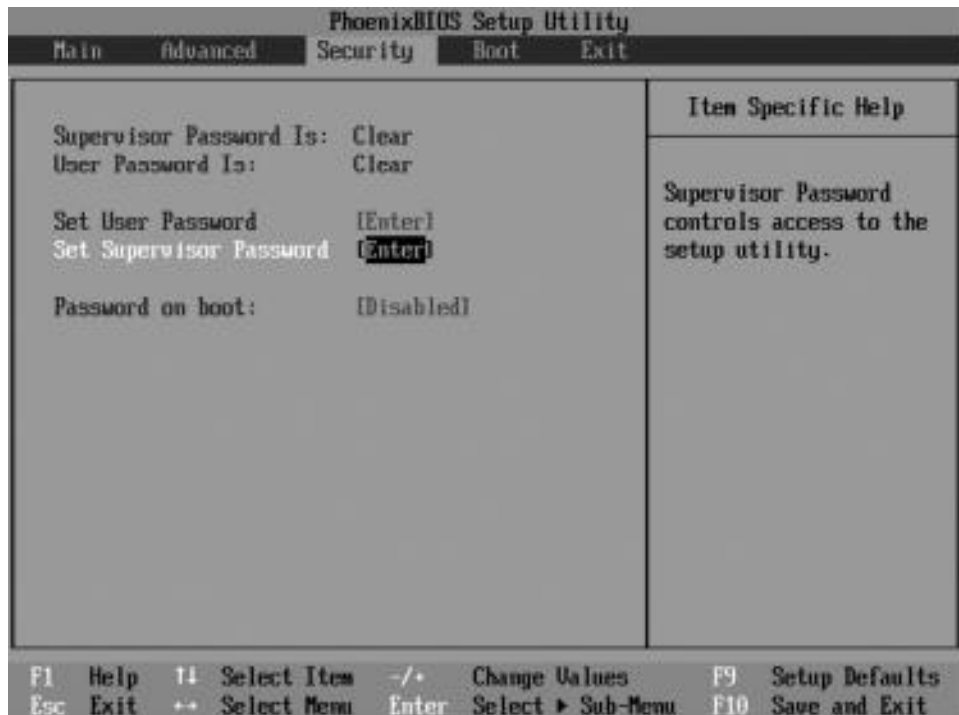 PhoenixBIOS Setup Utility
Main Advanced Security Boot Exit
Item Specific Help
Supervisor Password Is: Clear
User Password Is: Clear
Supervisor Password
controls access to the
setup utility.
Set User Password [Enter]
Set Supervisor Password [Enter]
Password on boot: [Disabled]
F1 Help ↑↓ Select Item -/+ Change Values F9 Setup Defaults
Esc Exit ↔ Select Menu Enter Select ▶ Sub-Menu F10 Save and Exit